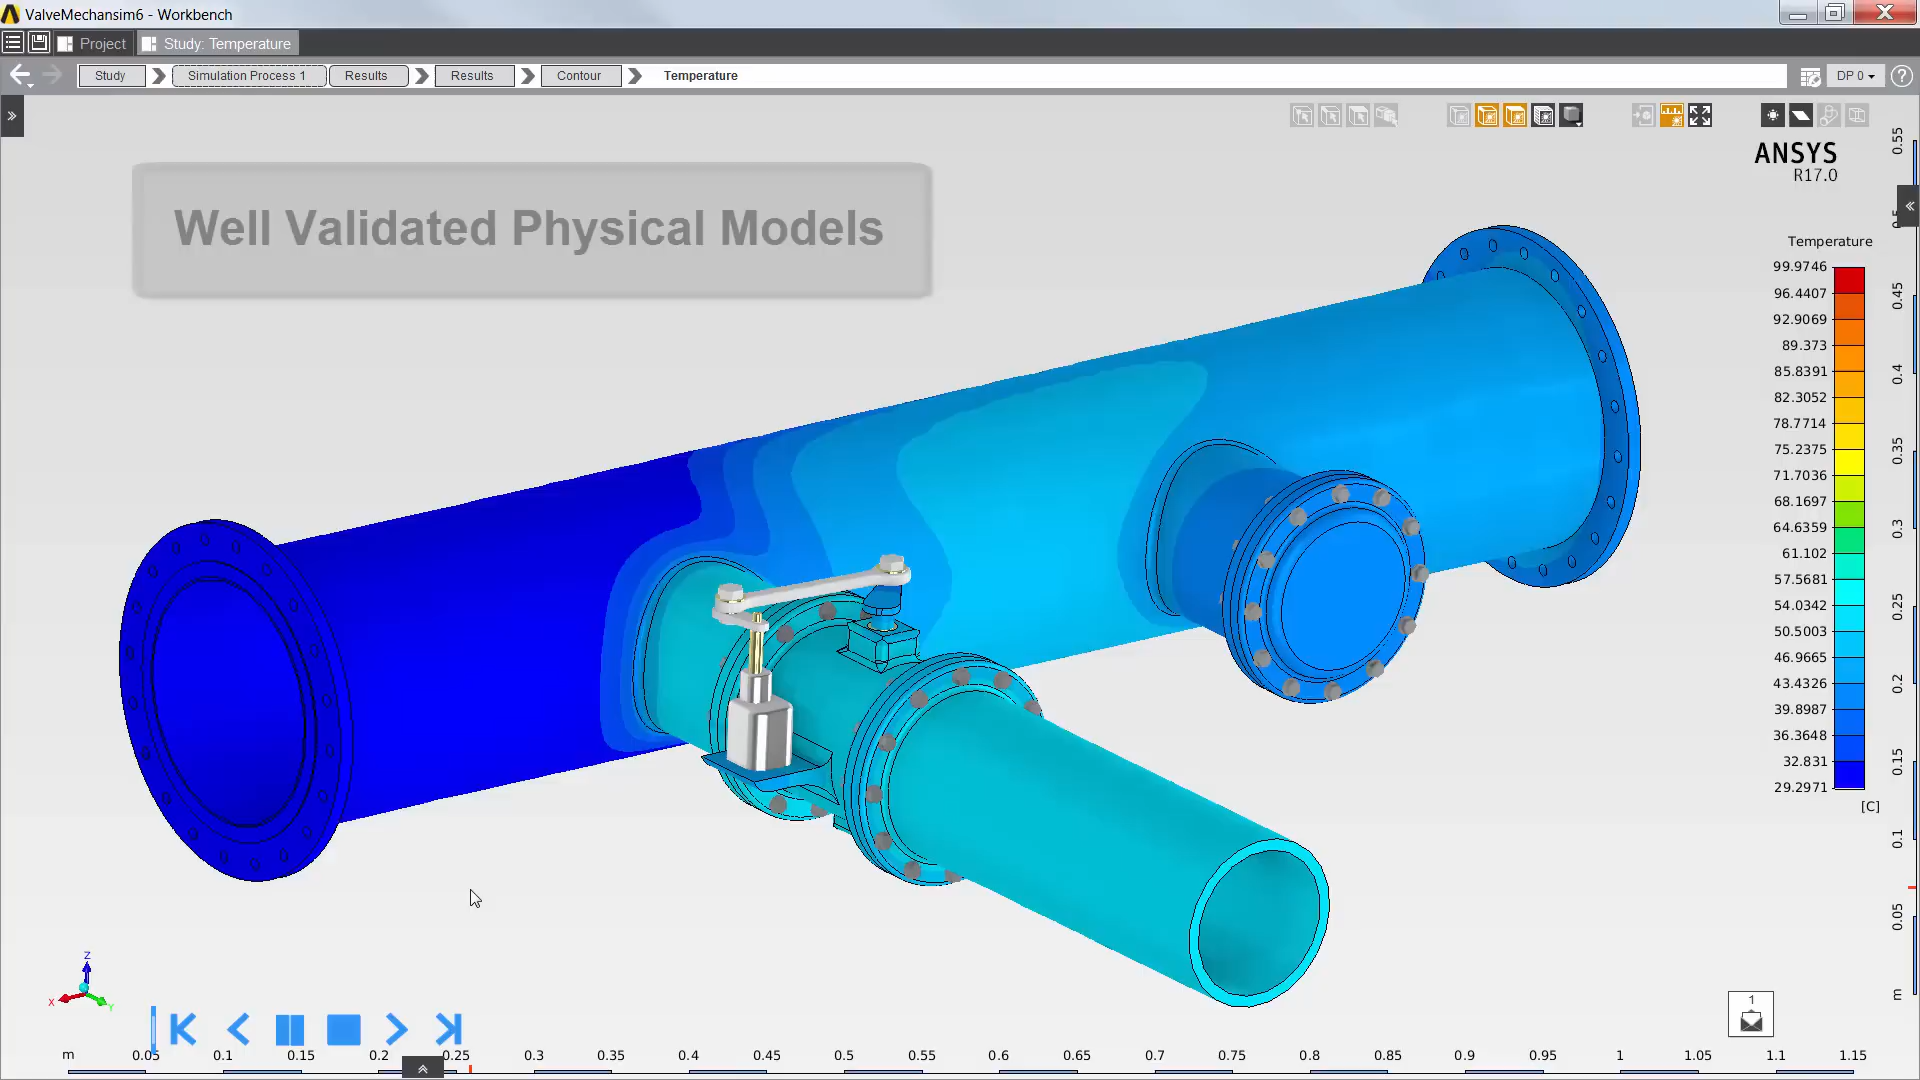 ValveMechansim6 - Workbench
Project
Study: Temperature
Study
Simulation Process 1
Results
Results
Contour
Temperature
DP 0
?
ANSYS
R17.0
Well Validated Physical Models
Temperature
99.9746
96.4407
92.9069
89.373
85.8391
82.3052
78.7714
75.2375
71.7036
68.1697
64.6359
61.102
57.5681
54.0342
50.5003
46.9665
43.4326
39.8987
36.3648
32.831
29.2971
[C]
0.55
0.45
0.4
0.35
0.3
0.25
0.2
0.15
0.1
0.05
m
Z
X
Y
1
m 0.05 0.1 0.15 0.2 0.25 0.3 0.35 0.4 0.45 0.5 0.55 0.6 0.65 0.7 0.75 0.8 0.85 0.9 0.95 1 1.05 1.1 1.15